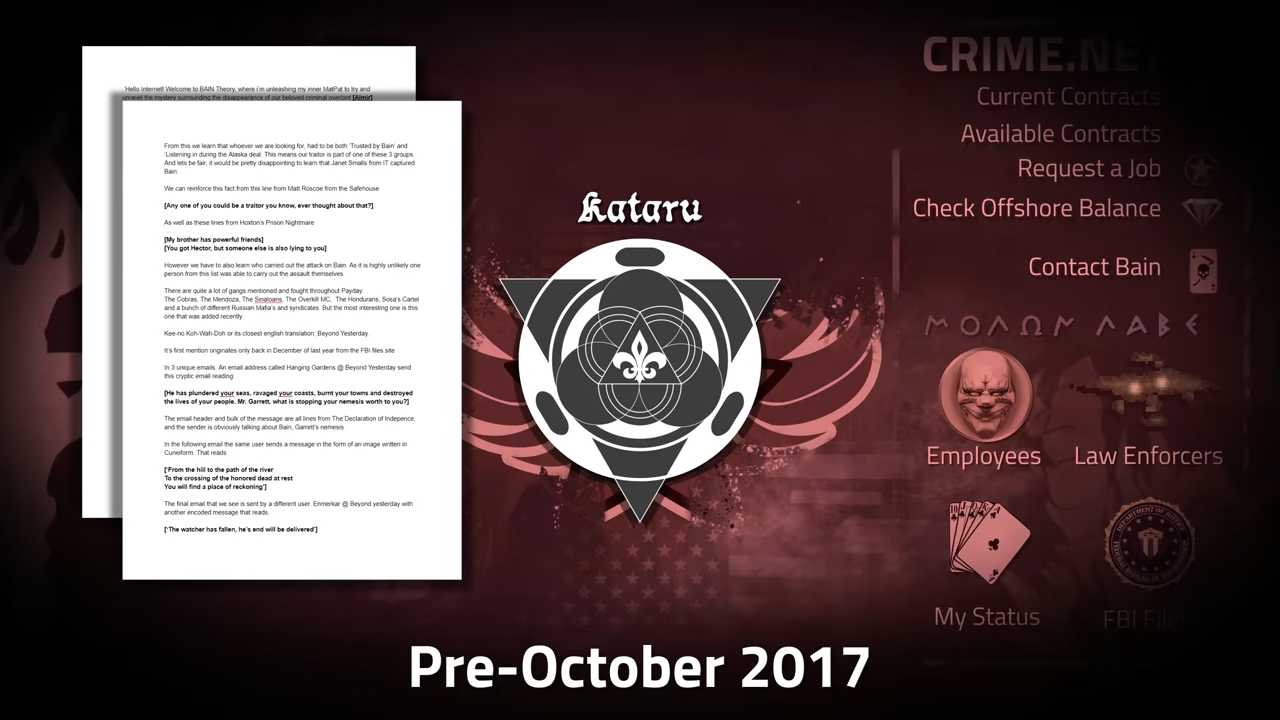 'Hello Internet! Welcome to BAIN Theory, where i'm unleashing my inner MatPat to try and
unravel the mystery surrounding the disappearance of our beloved criminal overlord [Almir]
From this we learn that whoever we are looking for, had to be both 'Trusted by Bain' and
'Listening in during the Alaska deal. This means our traitor is part of one of these 3 groups.
And lets be fair, it would be pretty disappointing to learn that Janet Smalls from IT captured
Bain.
We can reinforce this fact from this line from Matt Roscoe from the Safehouse
[Any one of you could be a traitor you know, ever thought about that?]
As well as these lines from Hoxton's Prison Nightmare
[My brother has powerful friends]
[You got Hector, but someone else is also lying to you]
However we have to also learn who carried out the attack on Bain. As it is highly unlikely one
person from this list was able to carry out the assault themselves.
There are quite a lot of gangs mentioned and fought throughout Payday:
The Cobras, The Mendoza, The Sinaloans, The Overkill MC, The Hondurans, Sosa's Cartel
and a bunch of different Russian Mafia's and syndicates. But the most interesting one is this
one that was added recently
Kee-no Koh-Wah-Doh or its closest english translation; Beyond Yesterday.
It's first mention originates only back in December of last year from the FBI files site
In 3 unique emails. An email address called Hanging Gardens @ Beyond Yesterday send
this cryptic email reading:
[He has plundered your seas, ravaged your coasts, burnt your towns and destroyed
the lives of your people. Mr. Garrett, what is stopping your nemesis worth to you?]
The email header and bulk of the message are all lines from The Declaration of Indepence,
and the sender is obviously talking about Bain, Garrett's nemesis.
In the following email the same user sends a message in the form of an image written in
Cuneiform. That reads
['From the hill to the path of the river
To the crossing of the honored dead at rest
You will find a place of reckoning']
The final email that we see is sent by a different user. Enmerkar @ Beyond yesterday with
another encoded message that reads.
['The watcher has fallen, he's end will be delivered']
Kataru
CRIME.NET
Current Contracts
Available Contracts
Request a Job
Check Offshore Balance
Contact Bain
ΜΟΛΩΝ ΛΑΒΕ
Employees
Law Enforcers
My Status
FBI Files
Pre-October 2017